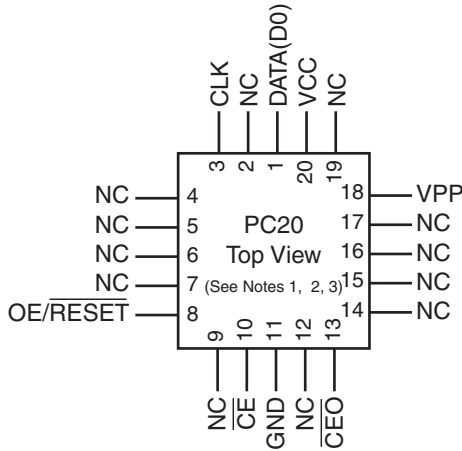 CLK
NC
DATA(D0)
VCC
NC
3
2
1
20
19
NC 4
NC 5
NC 6
NC 7
OE/RESET 8
PC20
Top View
(See Notes 1, 2, 3)
18 VPP
17 NC
16 NC
15 NC
14 NC
9
10
11
12
13
NC
CE
GND
NC
CEO